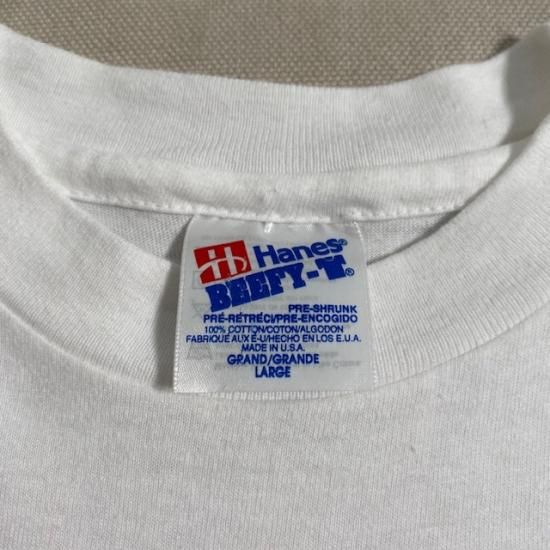 Hanes®
BEEFY-T®
PRE-SHRUNK
PRÉ-RÉTRÉCI/PRE-ENCOGIDO
100% COTTON/COTON/ALGODON
FABRIQUE AUX E-U/HECHO EN LOS E.U.A.
MADE IN U.S.A.
GRAND/GRANDE
LARGE